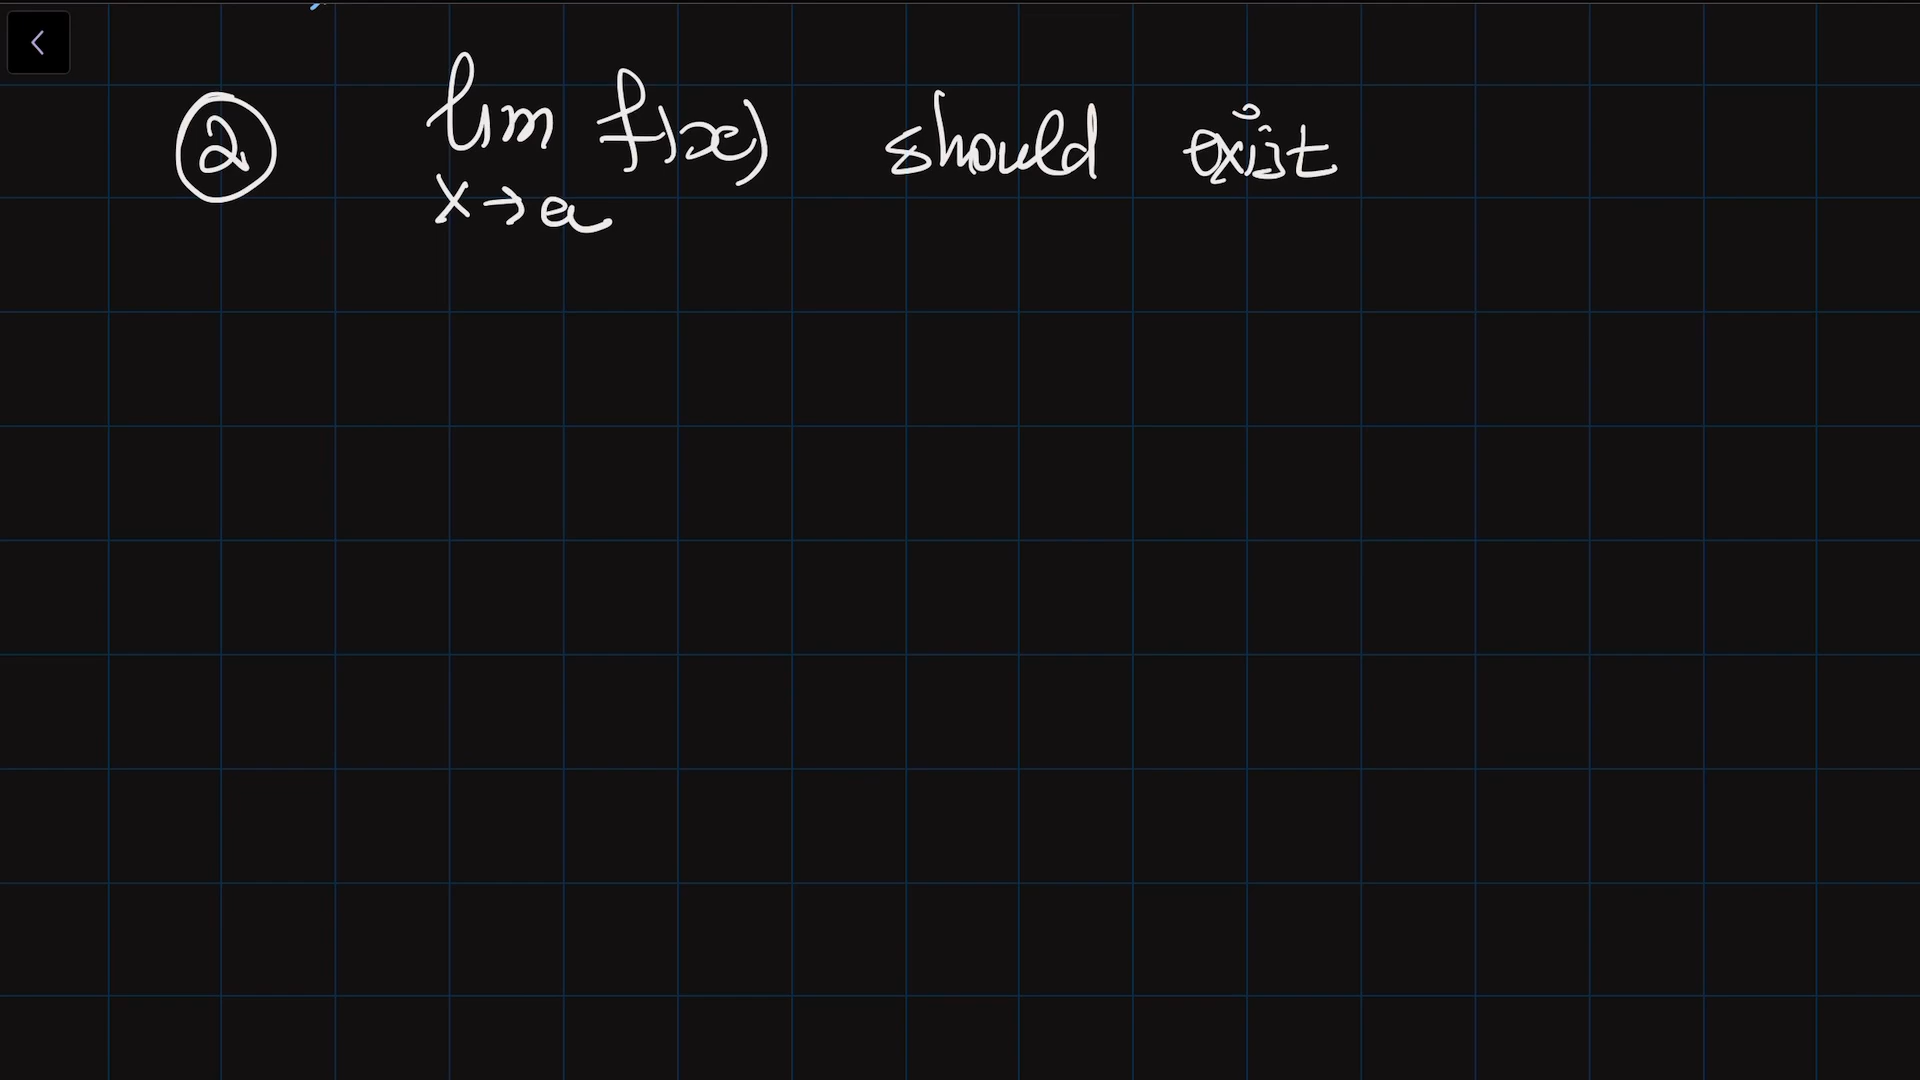 ② lim f(x) should exist
x→a